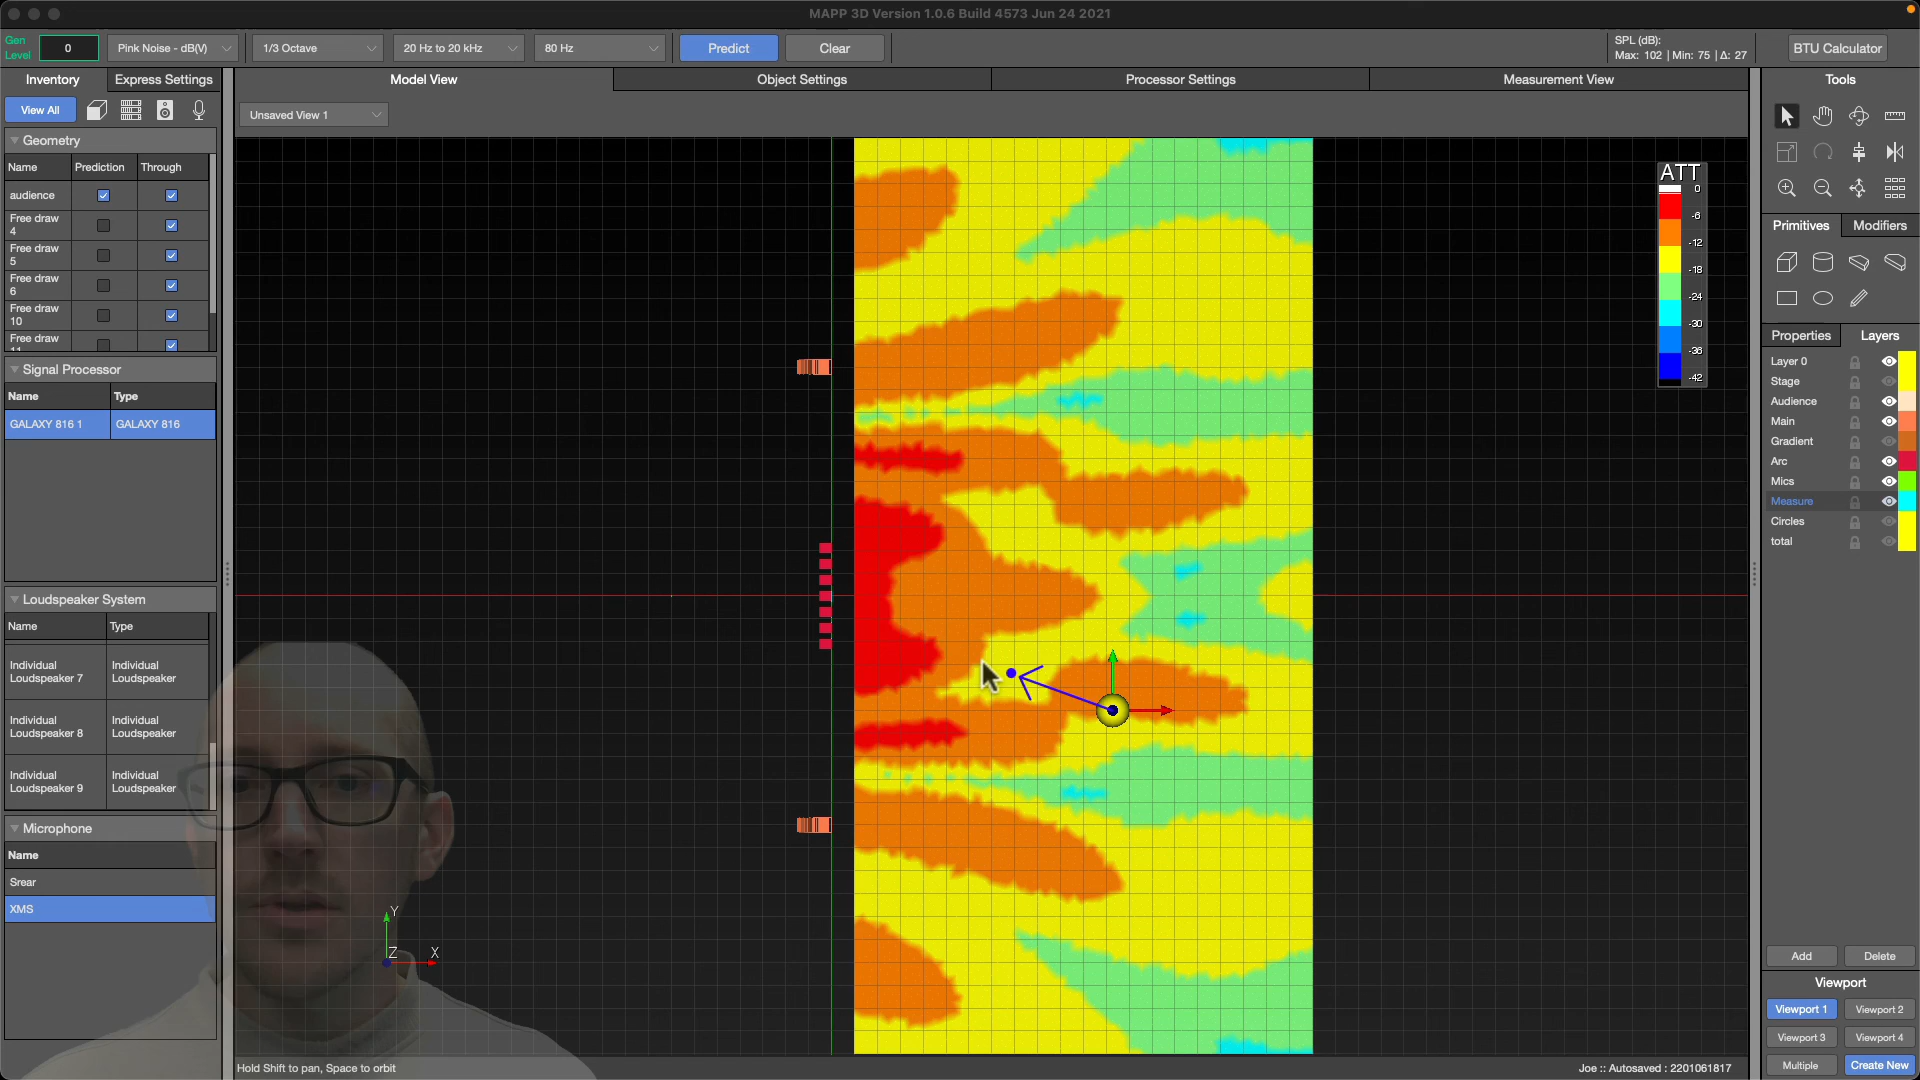 MAPP 3D Version 1.0.6 Build 4573 Jun 24 2021
Gen Level
0
Pink Noise - dB(V)
1/3 Octave
20 Hz to 20 kHz
80 Hz
Predict
Clear
SPL (dB):
Max: 102 | Min: 75 | Δ: 27
BTU Calculator
Inventory
Express Settings
Model View
Object Settings
Processor Settings
Measurement View
Tools
View All
Unsaved View 1
Geometry
Name Prediction Through
audience
Free draw 4
Free draw 5
Free draw 6
Free draw 10
Free draw 11
Signal Processor
Name Type
GALAXY 816 1 GALAXY 816
Loudspeaker System
Name Type
Individual Loudspeaker 7 Individual Loudspeaker
Individual Loudspeaker 8 Individual Loudspeaker
Individual Loudspeaker 9 Individual Loudspeaker
Microphone
Name
Srear
XMS
Y
Z
X
Hold Shift to pan, Space to orbit
ATT
0
-6
-12
-18
-24
-30
-36
-42
Primitives
Modifiers
Properties
Layers
Layer 0
Stage
Audience
Main
Gradient
Arc
Mics
Measure
Circles
total
Add
Delete
Viewport
Viewport 1
Viewport 2
Viewport 3
Viewport 4
Multiple
Create New
Joe :: Autosaved : 2201061817